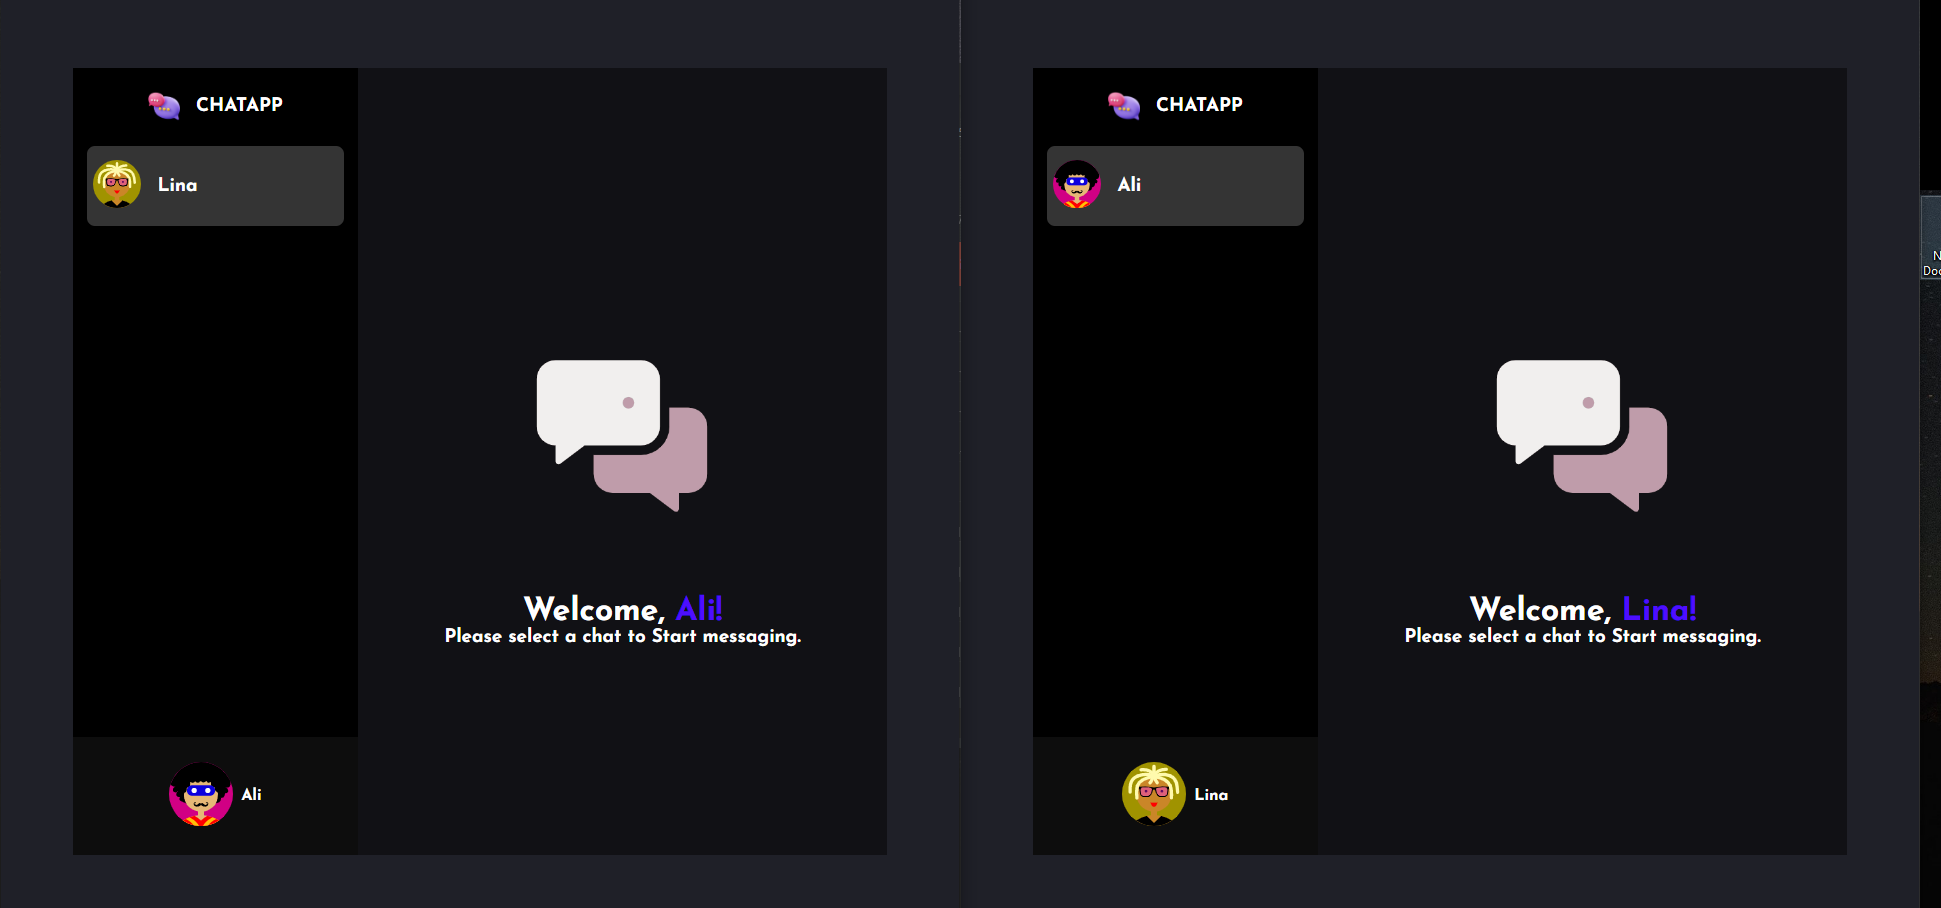 CHATAPP
Lina
Welcome, Ali!
Please select a chat to Start messaging.
Ali
CHATAPP
Ali
Welcome, Lina!
Please select a chat to Start messaging.
Lina